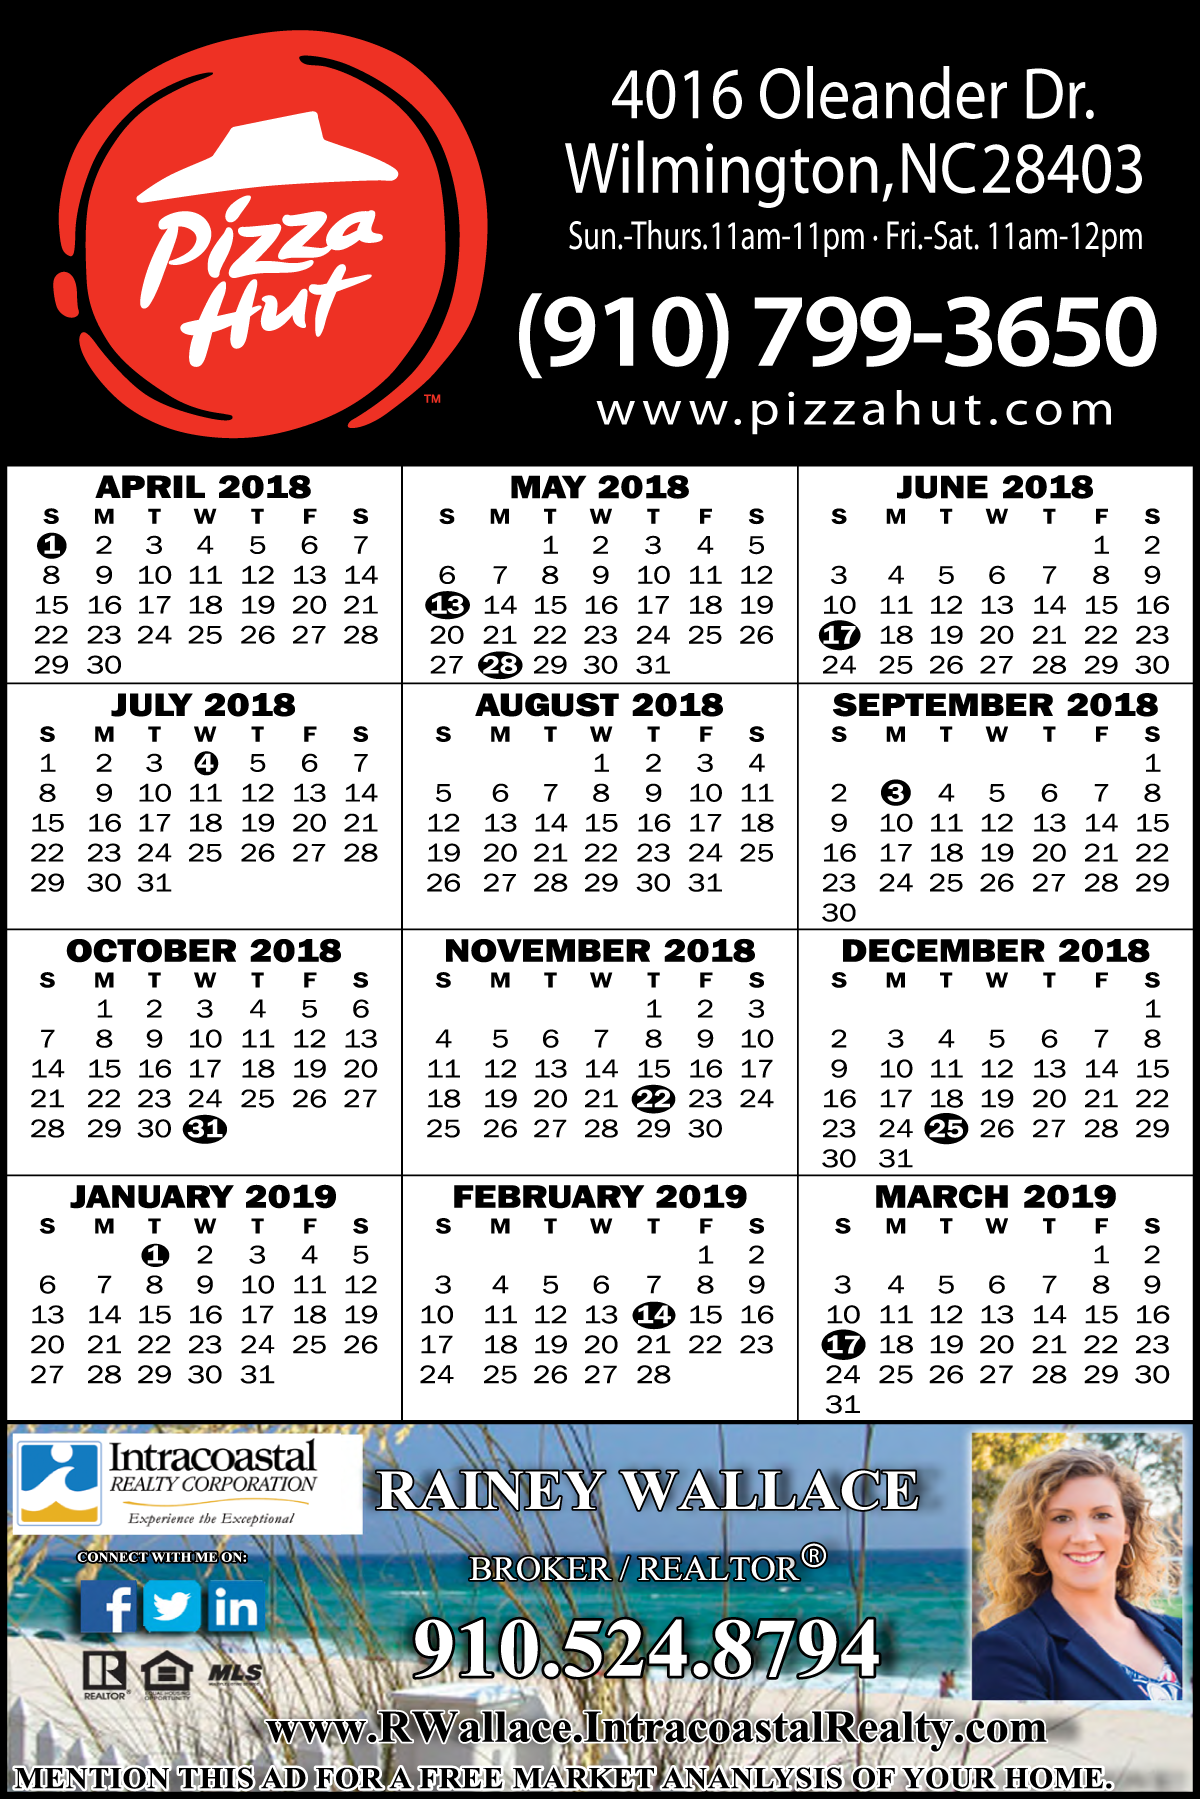 Pizza
Hut
TM
4016 Oleander Dr.
Wilmington, NC 28403
Sun.-Thurs. 11am-11pm · Fri.-Sat. 11am-12pm
(910) 799-3650
www.pizzahut.com
APRIL 2018
S M T W T F S
1 2 3 4 5 6 7
8 9 10 11 12 13 14
15 16 17 18 19 20 21
22 23 24 25 26 27 28
29 30
MAY 2018
S M T W T F S
1 2 3 4 5
6 7 8 9 10 11 12
13 14 15 16 17 18 19
20 21 22 23 24 25 26
27 28 29 30 31
JUNE 2018
S M T W T F S
1 2
3 4 5 6 7 8 9
10 11 12 13 14 15 16
17 18 19 20 21 22 23
24 25 26 27 28 29 30
JULY 2018
S M T W T F S
1 2 3 4 5 6 7
8 9 10 11 12 13 14
15 16 17 18 19 20 21
22 23 24 25 26 27 28
29 30 31
AUGUST 2018
S M T W T F S
1 2 3 4
5 6 7 8 9 10 11
12 13 14 15 16 17 18
19 20 21 22 23 24 25
26 27 28 29 30 31
SEPTEMBER 2018
S M T W T F S
1
2 3 4 5 6 7 8
9 10 11 12 13 14 15
16 17 18 19 20 21 22
23 24 25 26 27 28 29
30
OCTOBER 2018
S M T W T F S
1 2 3 4 5 6
7 8 9 10 11 12 13
14 15 16 17 18 19 20
21 22 23 24 25 26 27
28 29 30 31
NOVEMBER 2018
S M T W T F S
1 2 3
4 5 6 7 8 9 10
11 12 13 14 15 16 17
18 19 20 21 22 23 24
25 26 27 28 29 30
DECEMBER 2018
S M T W T F S
1
2 3 4 5 6 7 8
9 10 11 12 13 14 15
16 17 18 19 20 21 22
23 24 25 26 27 28 29
30 31
JANUARY 2019
S M T W T F S
1 2 3 4 5
6 7 8 9 10 11 12
13 14 15 16 17 18 19
20 21 22 23 24 25 26
27 28 29 30 31
FEBRUARY 2019
S M T W T F S
1 2
3 4 5 6 7 8 9
10 11 12 13 14 15 16
17 18 19 20 21 22 23
24 25 26 27 28
MARCH 2019
S M T W T F S
1 2
3 4 5 6 7 8 9
10 11 12 13 14 15 16
17 18 19 20 21 22 23
24 25 26 27 28 29 30
31
Intracoastal
REALTY CORPORATION
Experience the Exceptional
CONNECT WITH ME ON:
f in
R MLS
REALTOR®
EQUAL HOUSING
OPPORTUNITY
RAINEY WALLACE
BROKER / REALTOR®
910.524.8794
www.RWallace.IntracoastalRealty.com
MENTION THIS AD FOR A FREE MARKET ANANLYSIS OF YOUR HOME.